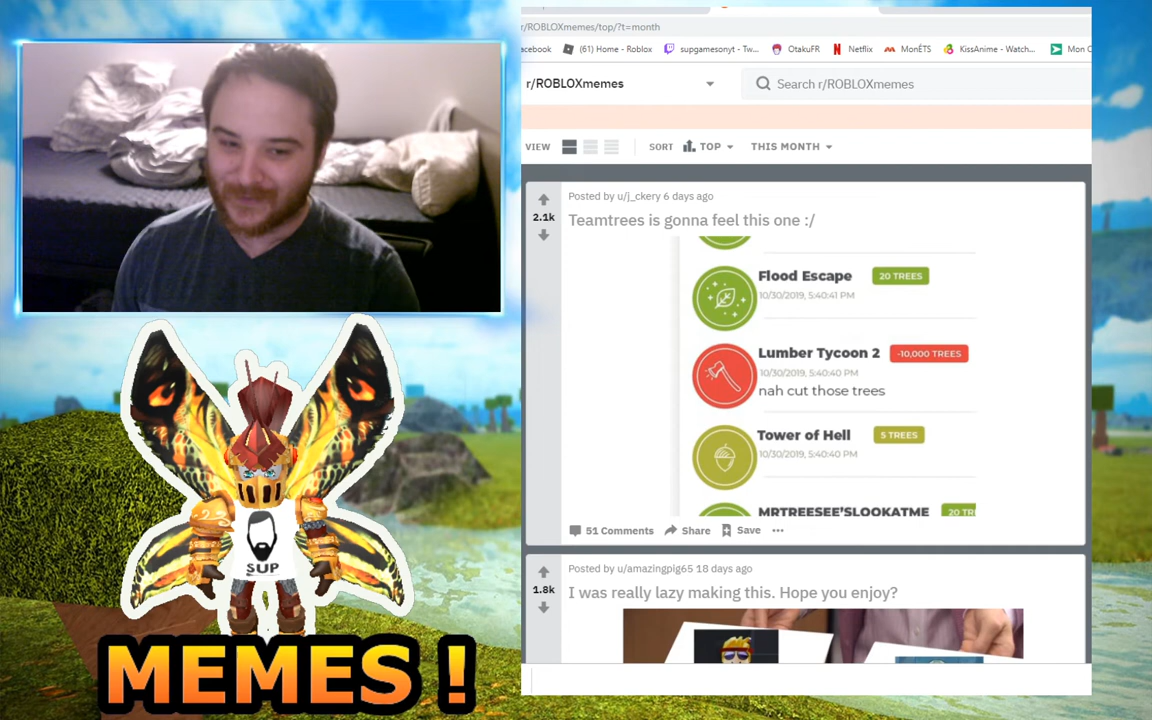 r/ROBLOXmemes/top/?t=month
acebook
(61) Home - Roblox
supgamesonyt - Tw...
OtakuFR
Netflix
MonÉTS
KissAnime - Watch...
Mon C
r/ROBLOXmemes
Search r/ROBLOXmemes
VIEW
SORT
TOP
THIS MONTH
Posted by u/j_ckery 6 days ago
2.1k
Teamtrees is gonna feel this one :/
Flood Escape
20 TREES
10/30/2019, 5:40:41 PM
Lumber Tycoon 2
-10,000 TREES
10/30/2019, 5:40:40 PM
nah cut those trees
Tower of Hell
5 TREES
10/30/2019, 5:40:40 PM
MRTREESEE'SLOOKATME
20 TRE
51 Comments
Share
Save
Posted by u/amazingpig65 18 days ago
1.8k
I was really lazy making this. Hope you enjoy?
SUP
MEMES !